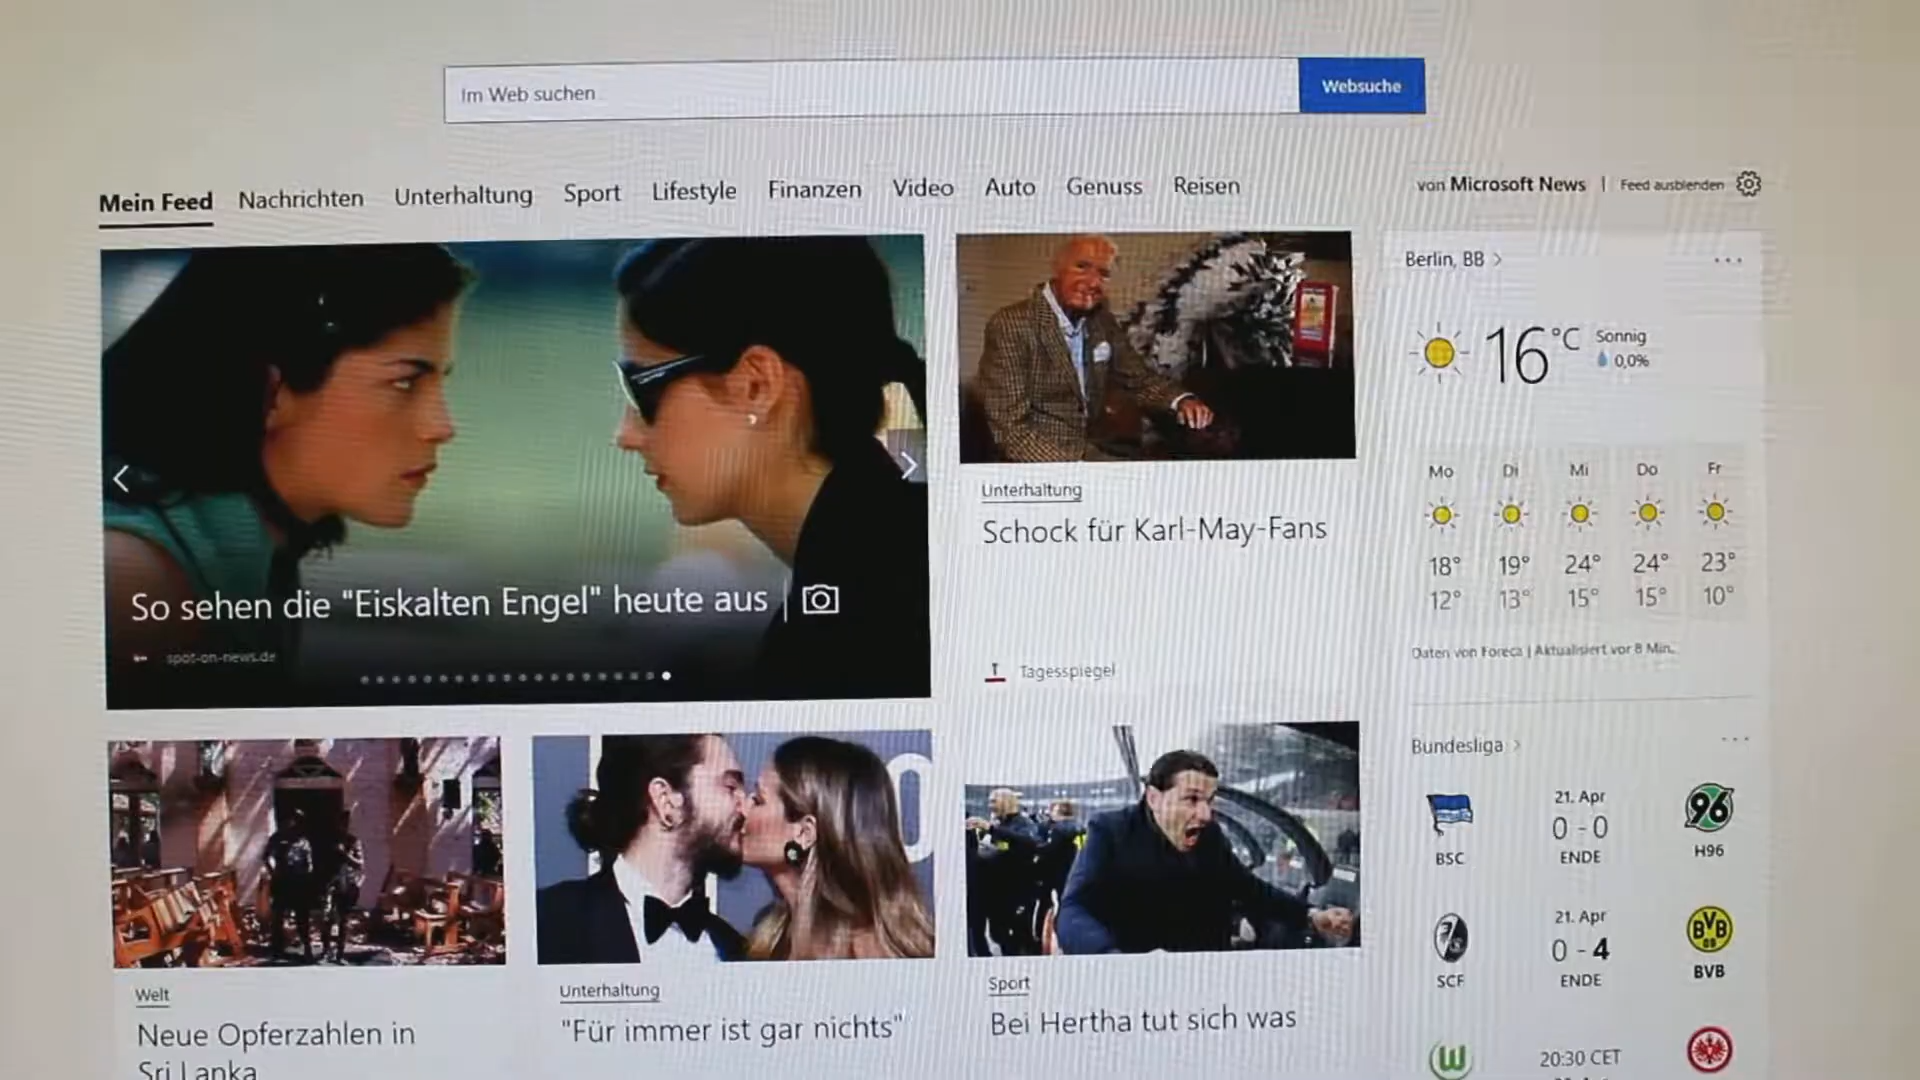 Im Web suchen
Websuche
Mein Feed Nachrichten Unterhaltung Sport Lifestyle Finanzen Video Auto Genuss Reisen
von Microsoft News | Feed ausblenden
So sehen die "Eiskalten Engel" heute aus |
spot-on-news.de
Unterhaltung
Schock für Karl-May-Fans
T Tagesspiegel
Berlin, BB >
16°C Sonnig
0,0%
Mo Di Mi Do Fr
18° 19° 24° 24° 23°
12° 13° 15° 15° 10°
Daten von Foreca | Aktualisiert vor 8 Min.
Welt
Neue Opferzahlen in
Sri Lanka
Unterhaltung
"Für immer ist gar nichts"
Sport
Bei Hertha tut sich was
Bundesliga >
21. Apr
0 - 0
96
BSC ENDE H96
21. Apr
0 - 4
BVB 09
SCF ENDE BVB
W
20:30 CET